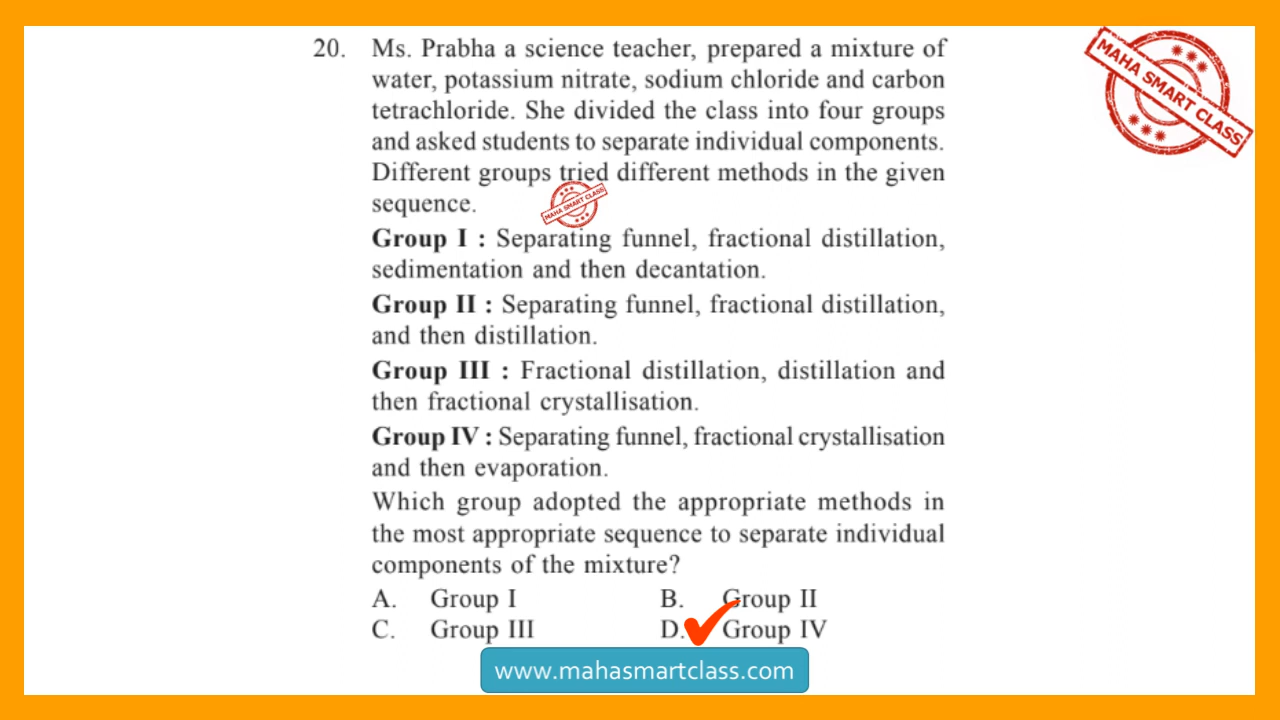 20. Ms. Prabha a science teacher, prepared a mixture of
water, potassium nitrate, sodium chloride and carbon
tetrachloride. She divided the class into four groups
and asked students to separate individual components.
Different groups tried different methods in the given
sequence.
Group I : Separating funnel, fractional distillation,
sedimentation and then decantation.
Group II : Separating funnel, fractional distillation,
and then distillation.
Group III : Fractional distillation, distillation and
then fractional crystallisation.
Group IV : Separating funnel, fractional crystallisation
and then evaporation.
Which group adopted the appropriate methods in
the most appropriate sequence to separate individual
components of the mixture?
A. Group I B. Group II
C. Group III D. Group IV
www.mahasmartclass.com
MAHA SMART CLASS
MAHA SMART CLASS